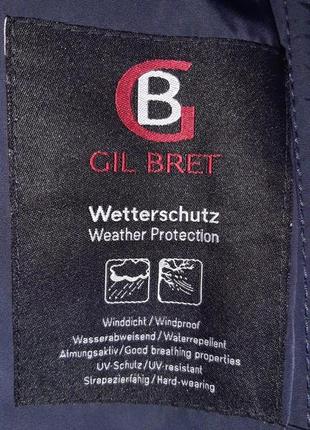 GB
GIL BRET
Wetterschutz
Weather Protection
Winddicht/Windproof
Wasserabweisend/Waterrepellent
Atmungsaktiv/Good breathing properties
UV-Schutz/UV-resistant
Strapazierfähig/Hard-wearing